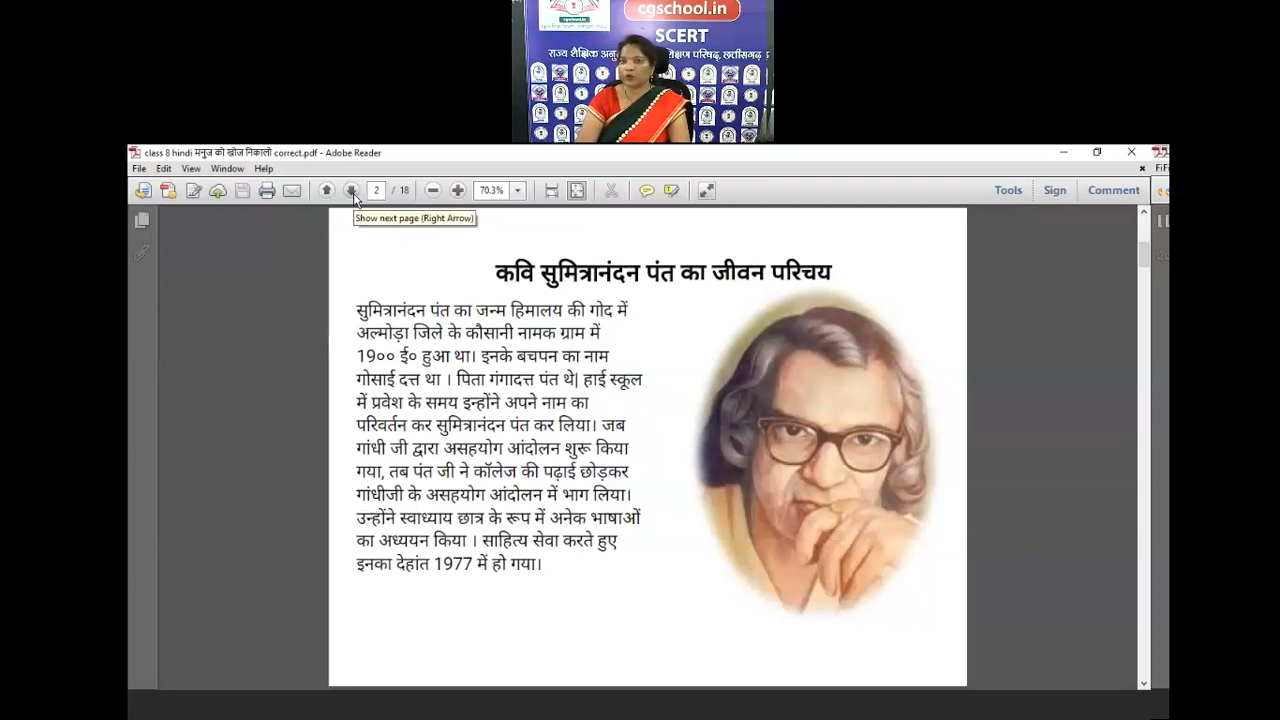 cgschool.in
SCERT
राज्य शैक्षिक अनु शिक्षण परिषद, छत्तीसगढ़
class 8 hindi मनुज को खोज निकालो correct.pdf - Adobe Reader
File Edit View Window Help
2 / 18 70.3% Tools Sign Comment
Show next page (Right Arrow)
कवि सुमित्रानंदन पंत का जीवन परिचय
सुमित्रानंदन पंत का जन्म हिमालय की गोद में
अल्मोड़ा जिले के कौसानी नामक ग्राम में
19०० ई० हुआ था। इनके बचपन का नाम
गोसाई दत्त था । पिता गंगादत्त पंत थे| हाई स्कूल
में प्रवेश के समय इन्होंने अपने नाम का
परिवर्तन कर सुमित्रानंदन पंत कर लिया। जब
गांधी जी द्वारा असहयोग आंदोलन शुरू किया
गया, तब पंत जी ने कॉलेज की पढ़ाई छोड़कर
गांधीजी के असहयोग आंदोलन में भाग लिया।
उन्होंने स्वाध्याय छात्र के रूप में अनेक भाषाओं
का अध्ययन किया । साहित्य सेवा करते हुए
इनका देहांत 1977 में हो गया।